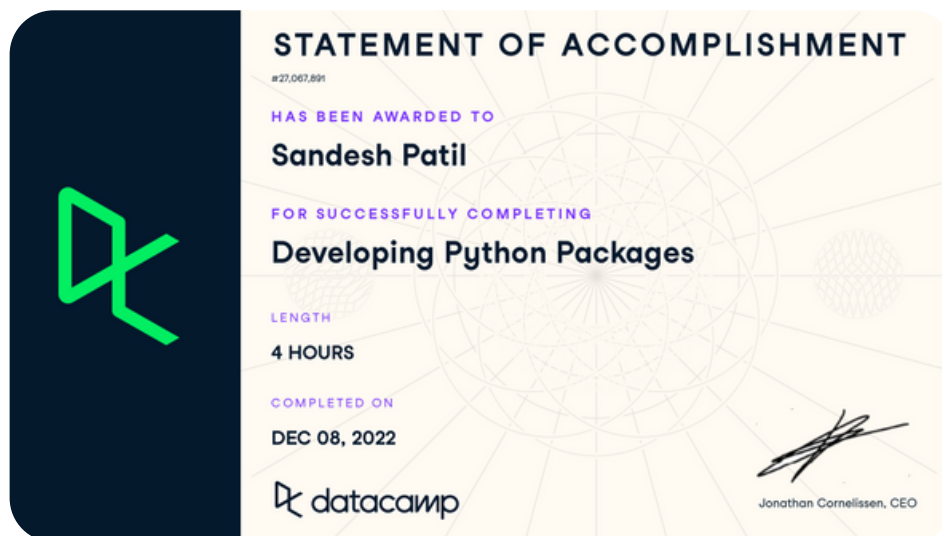 STATEMENT OF ACCOMPLISHMENT
#27,067,891
HAS BEEN AWARDED TO
Sandesh Patil
FOR SUCCESSFULLY COMPLETING
Developing Python Packages
LENGTH
4 HOURS
COMPLETED ON
DEC 08, 2022
datacamp
Jonathan Cornelissen, CEO